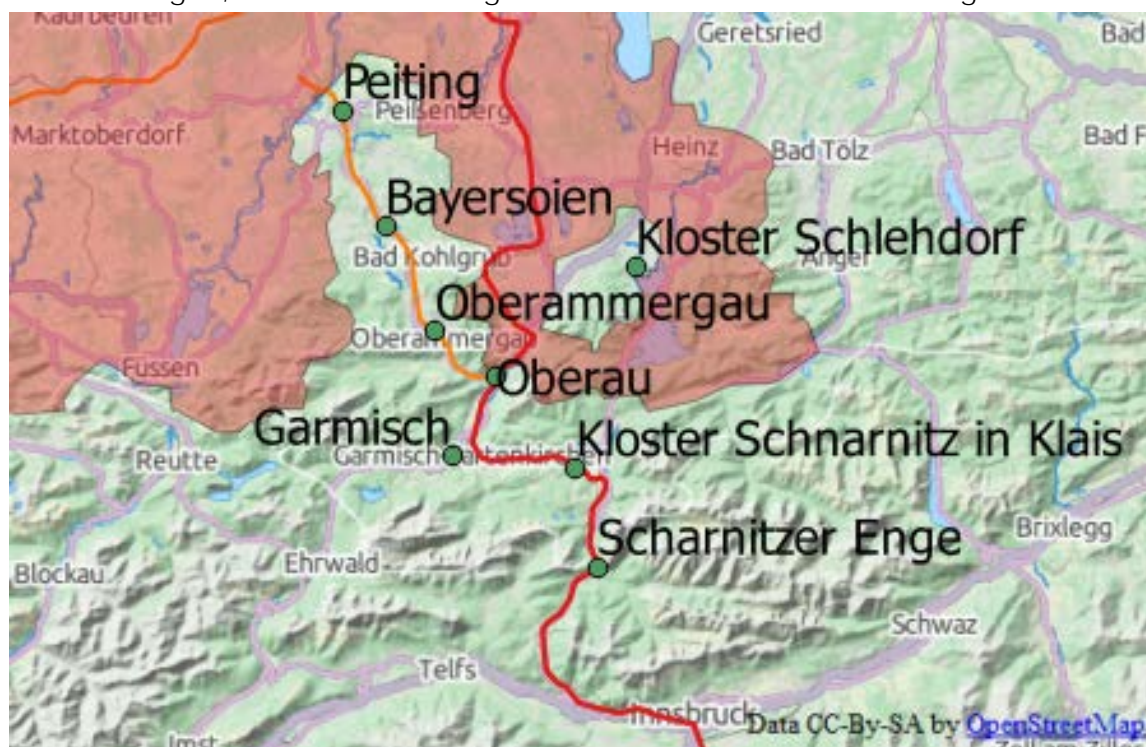 Kaufbeuren
Geretsried
Bad
Peiting
Peißenberg
Marktoberdorf
Heinz
Bad Tölz
Bad F
Bayersoien
Kloster Schlehdorf
Bad Kohlgrub
Anger
Oberammergau
Oberammergau
Füssen
Oberau
Garmisch
Kloster Schnarnitz in Klais
Reutte
Garmisch-Partenkirchen
Scharnitzer Enge
Brixlegg
Ehrwald
Blockau
Schwaz
Telfs
Innsbruck
Data CC-By-SA by OpenStreetMap
Imst